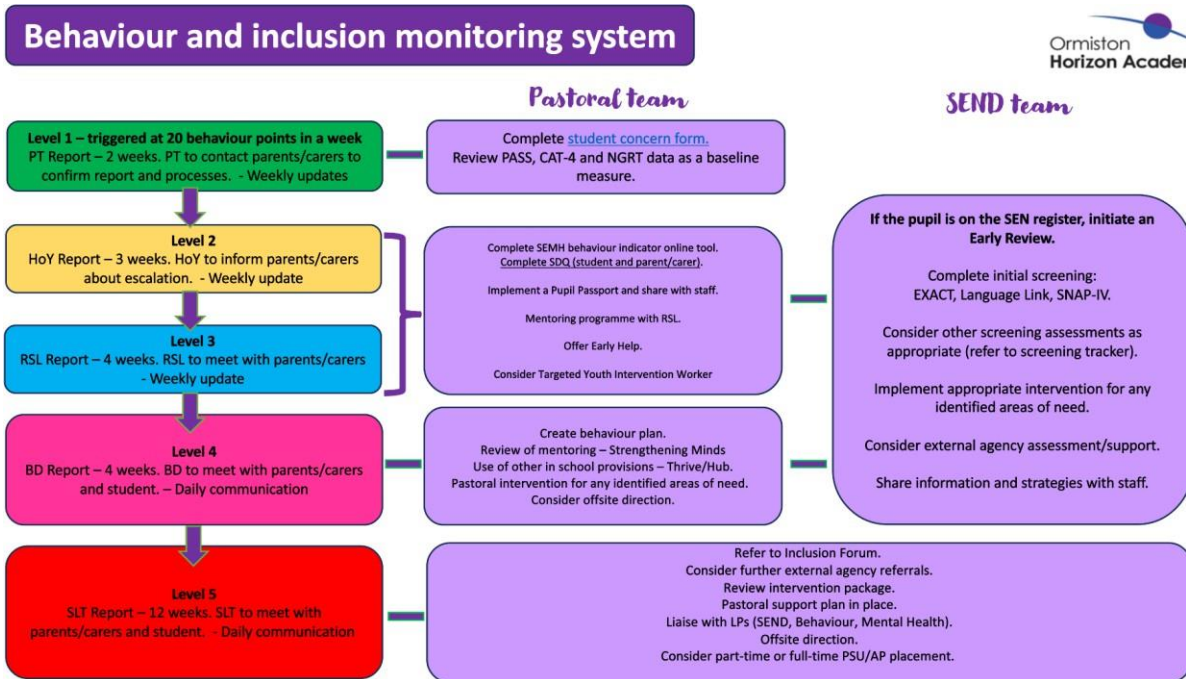 Behaviour and inclusion monitoring system
Ormiston
Horizon Academ
Pastoral team
SEND team
Level 1 – triggered at 20 behaviour points in a week
PT Report – 2 weeks. PT to contact parents/carers to
confirm report and processes. - Weekly updates
Complete student concern form.
Review PASS, CAT-4 and NGRT data as a baseline
measure.
Level 2
HoY Report – 3 weeks. HoY to inform parents/carers
about escalation. - Weekly update
Level 3
RSL Report – 4 weeks. RSL to meet with parents/carers
- Weekly update
Complete SEMH behaviour indicator online tool.
Complete SDQ (student and parent/carer).
Implement a Pupil Passport and share with staff.
Mentoring programme with RSL.
Offer Early Help.
Consider Targeted Youth Intervention Worker
If the pupil is on the SEN register, initiate an
Early Review.
Complete initial screening:
EXACT, Language Link, SNAP-IV.
Consider other screening assessments as
appropriate (refer to screening tracker).
Implement appropriate intervention for any
identified areas of need.
Consider external agency assessment/support.
Share information and strategies with staff.
Level 4
BD Report – 4 weeks. BD to meet with parents/carers
and student. – Daily communication
Create behaviour plan.
Review of mentoring – Strengthening Minds
Use of other in school provisions – Thrive/Hub.
Pastoral intervention for any identified areas of need.
Consider offsite direction.
Level 5
SLT Report – 12 weeks. SLT to meet with
parents/carers and student. - Daily communication
Refer to Inclusion Forum.
Consider further external agency referrals.
Review intervention package.
Pastoral support plan in place.
Liaise with LPs (SEND, Behaviour, Mental Health).
Offsite direction.
Consider part-time or full-time PSU/AP placement.